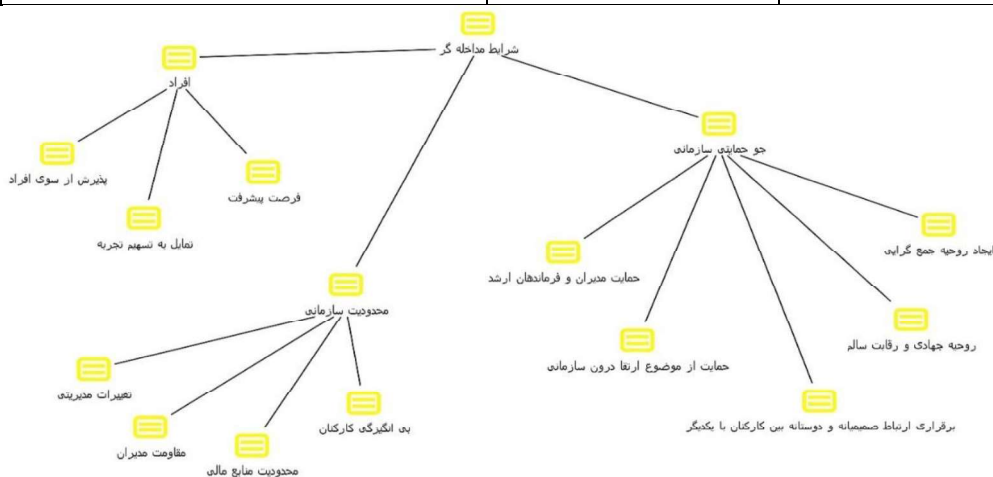 شرایط مداخله گر
افراد
جو حمایتی سازمانی
پذیرش از سوی افراد
فرصت پیشرفت
تمایل به تسهیم تجربه
ایجاد روحیه جمع گرایی
حمایت مدیران و فرماندهان ارشد
محدودیت سازمانی
روحیه جهادی و رقابت سالم
حمایت از موضوع ارتقا درون سازمانی
تغییرات مدیریتی
برقراری ارتباط صمیمیانه و دوستانه بین کارکنان با یکدیگر
بی انگیزگی کارکنان
مقاومت مدیران
محدودیت منابع مالی